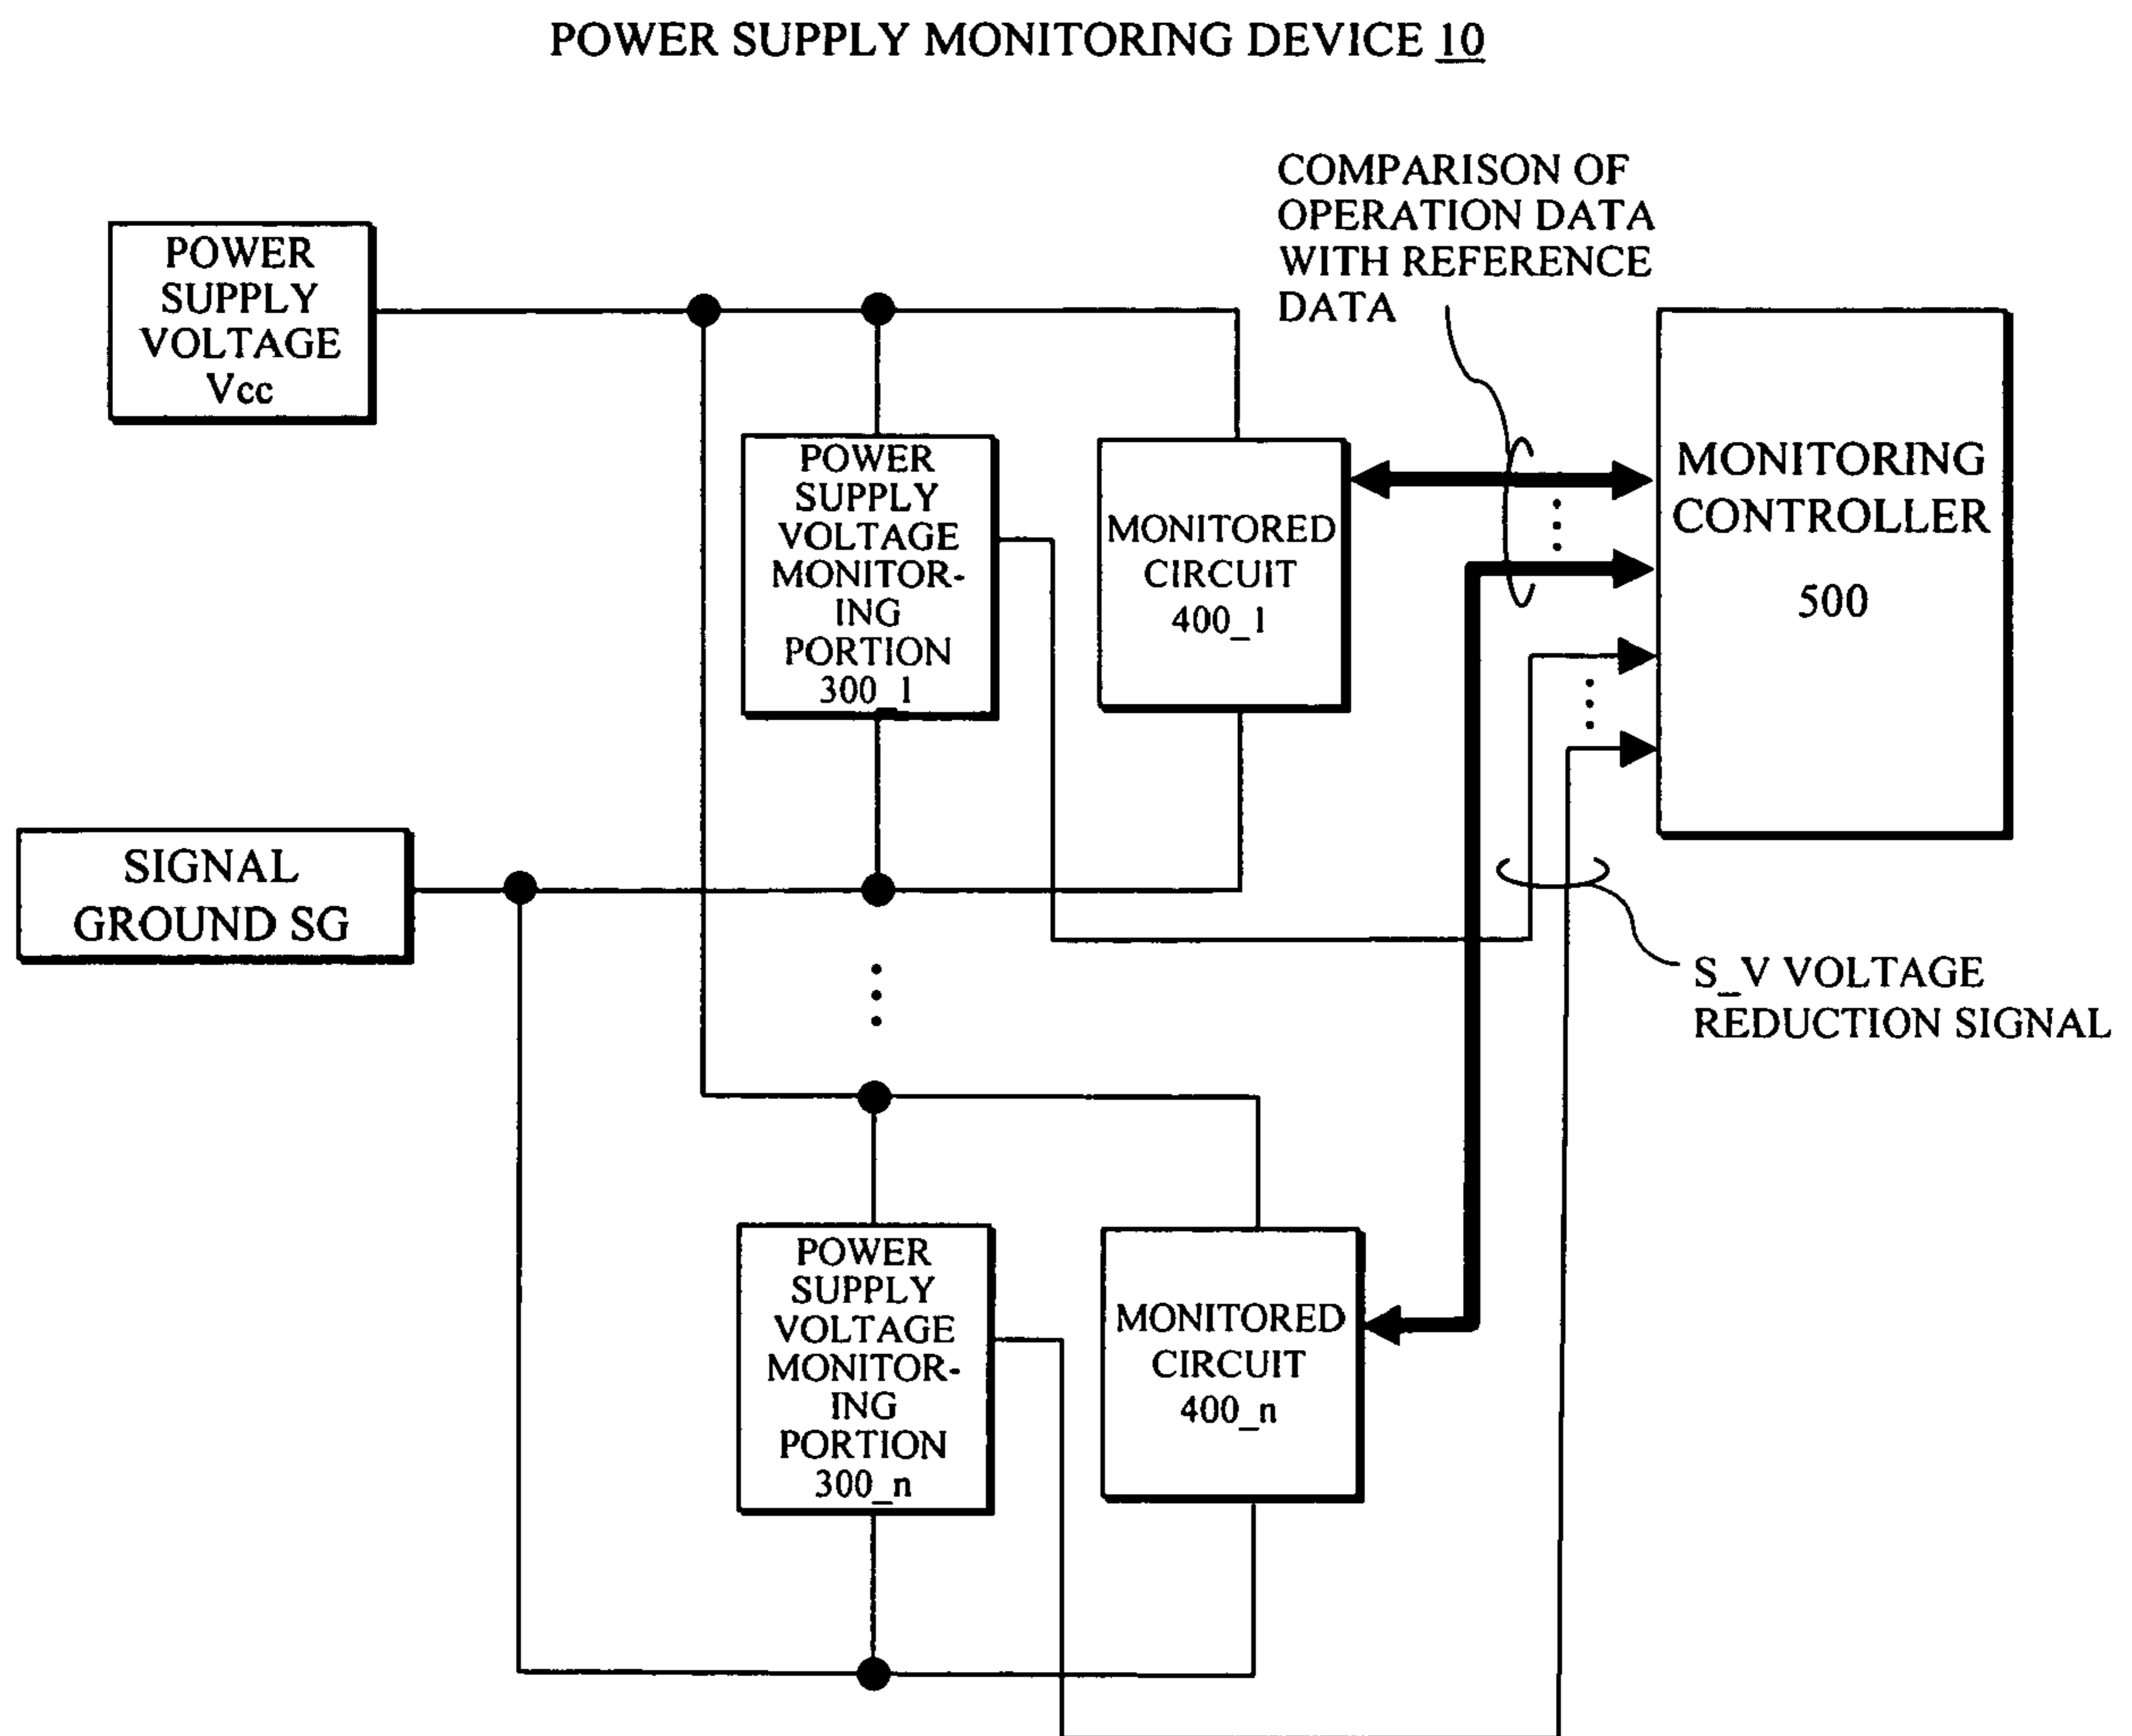 POWER SUPPLY MONITORING DEVICE 10
COMPARISON OF
OPERATION DATA
WITH REFERENCE
DATA
POWER
SUPPLY
VOLTAGE
Vcc
POWER
SUPPLY
VOLTAGE
MONITOR-
ING
PORTION
300_1
MONITORED
CIRCUIT
400_1
MONITORING
CONTROLLER
500
SIGNAL
GROUND SG
S_V VOLTAGE
REDUCTION SIGNAL
POWER
SUPPLY
VOLTAGE
MONITOR-
ING
PORTION
300_n
MONITORED
CIRCUIT
400_n